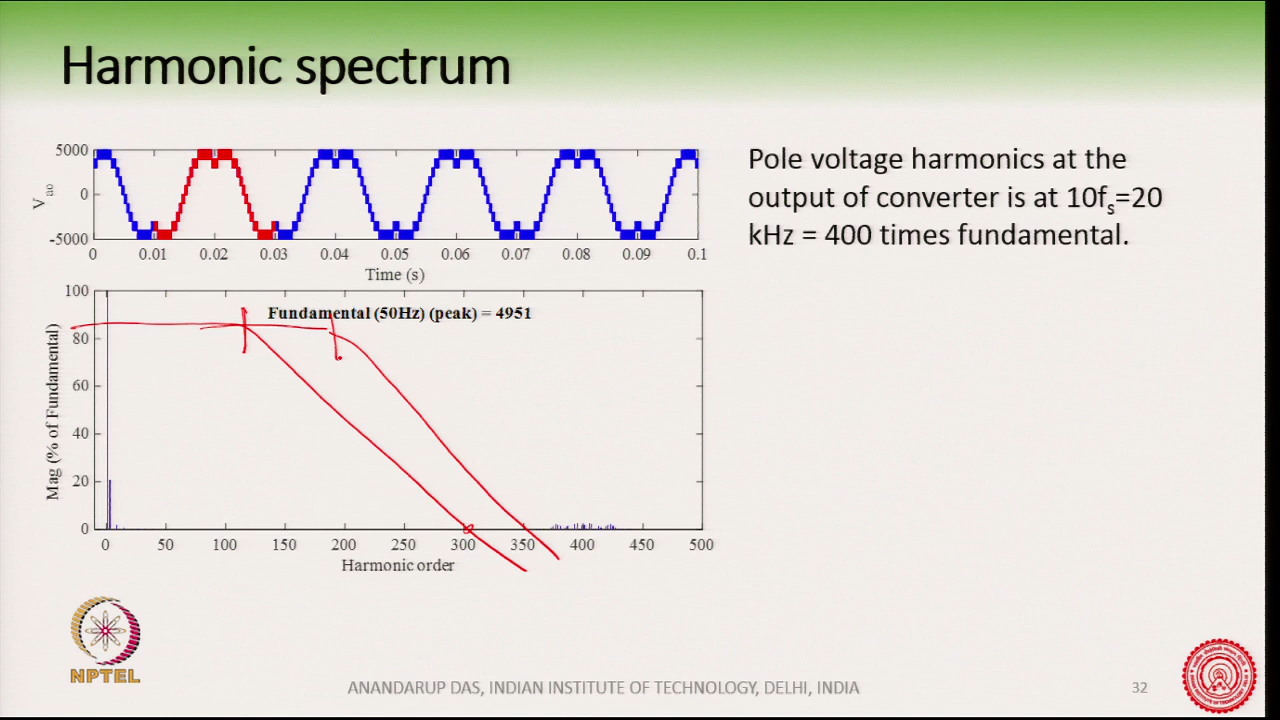 Harmonic spectrum
5000
0
-5000
V_ao
0 0.01 0.02 0.03 0.04 0.05 0.06 0.07 0.08 0.09 0.1
Time (s)
Pole voltage harmonics at the
output of converter is at 10f_s=20
kHz = 400 times fundamental.
Fundamental (50Hz) (peak) = 4951
100
80
60
40
20
0
Mag (% of Fundamental)
0 50 100 150 200 250 300 350 400 450 500
Harmonic order
NPTEL
ANANDARUP DAS, INDIAN INSTITUTE OF TECHNOLOGY, DELHI, INDIA
32